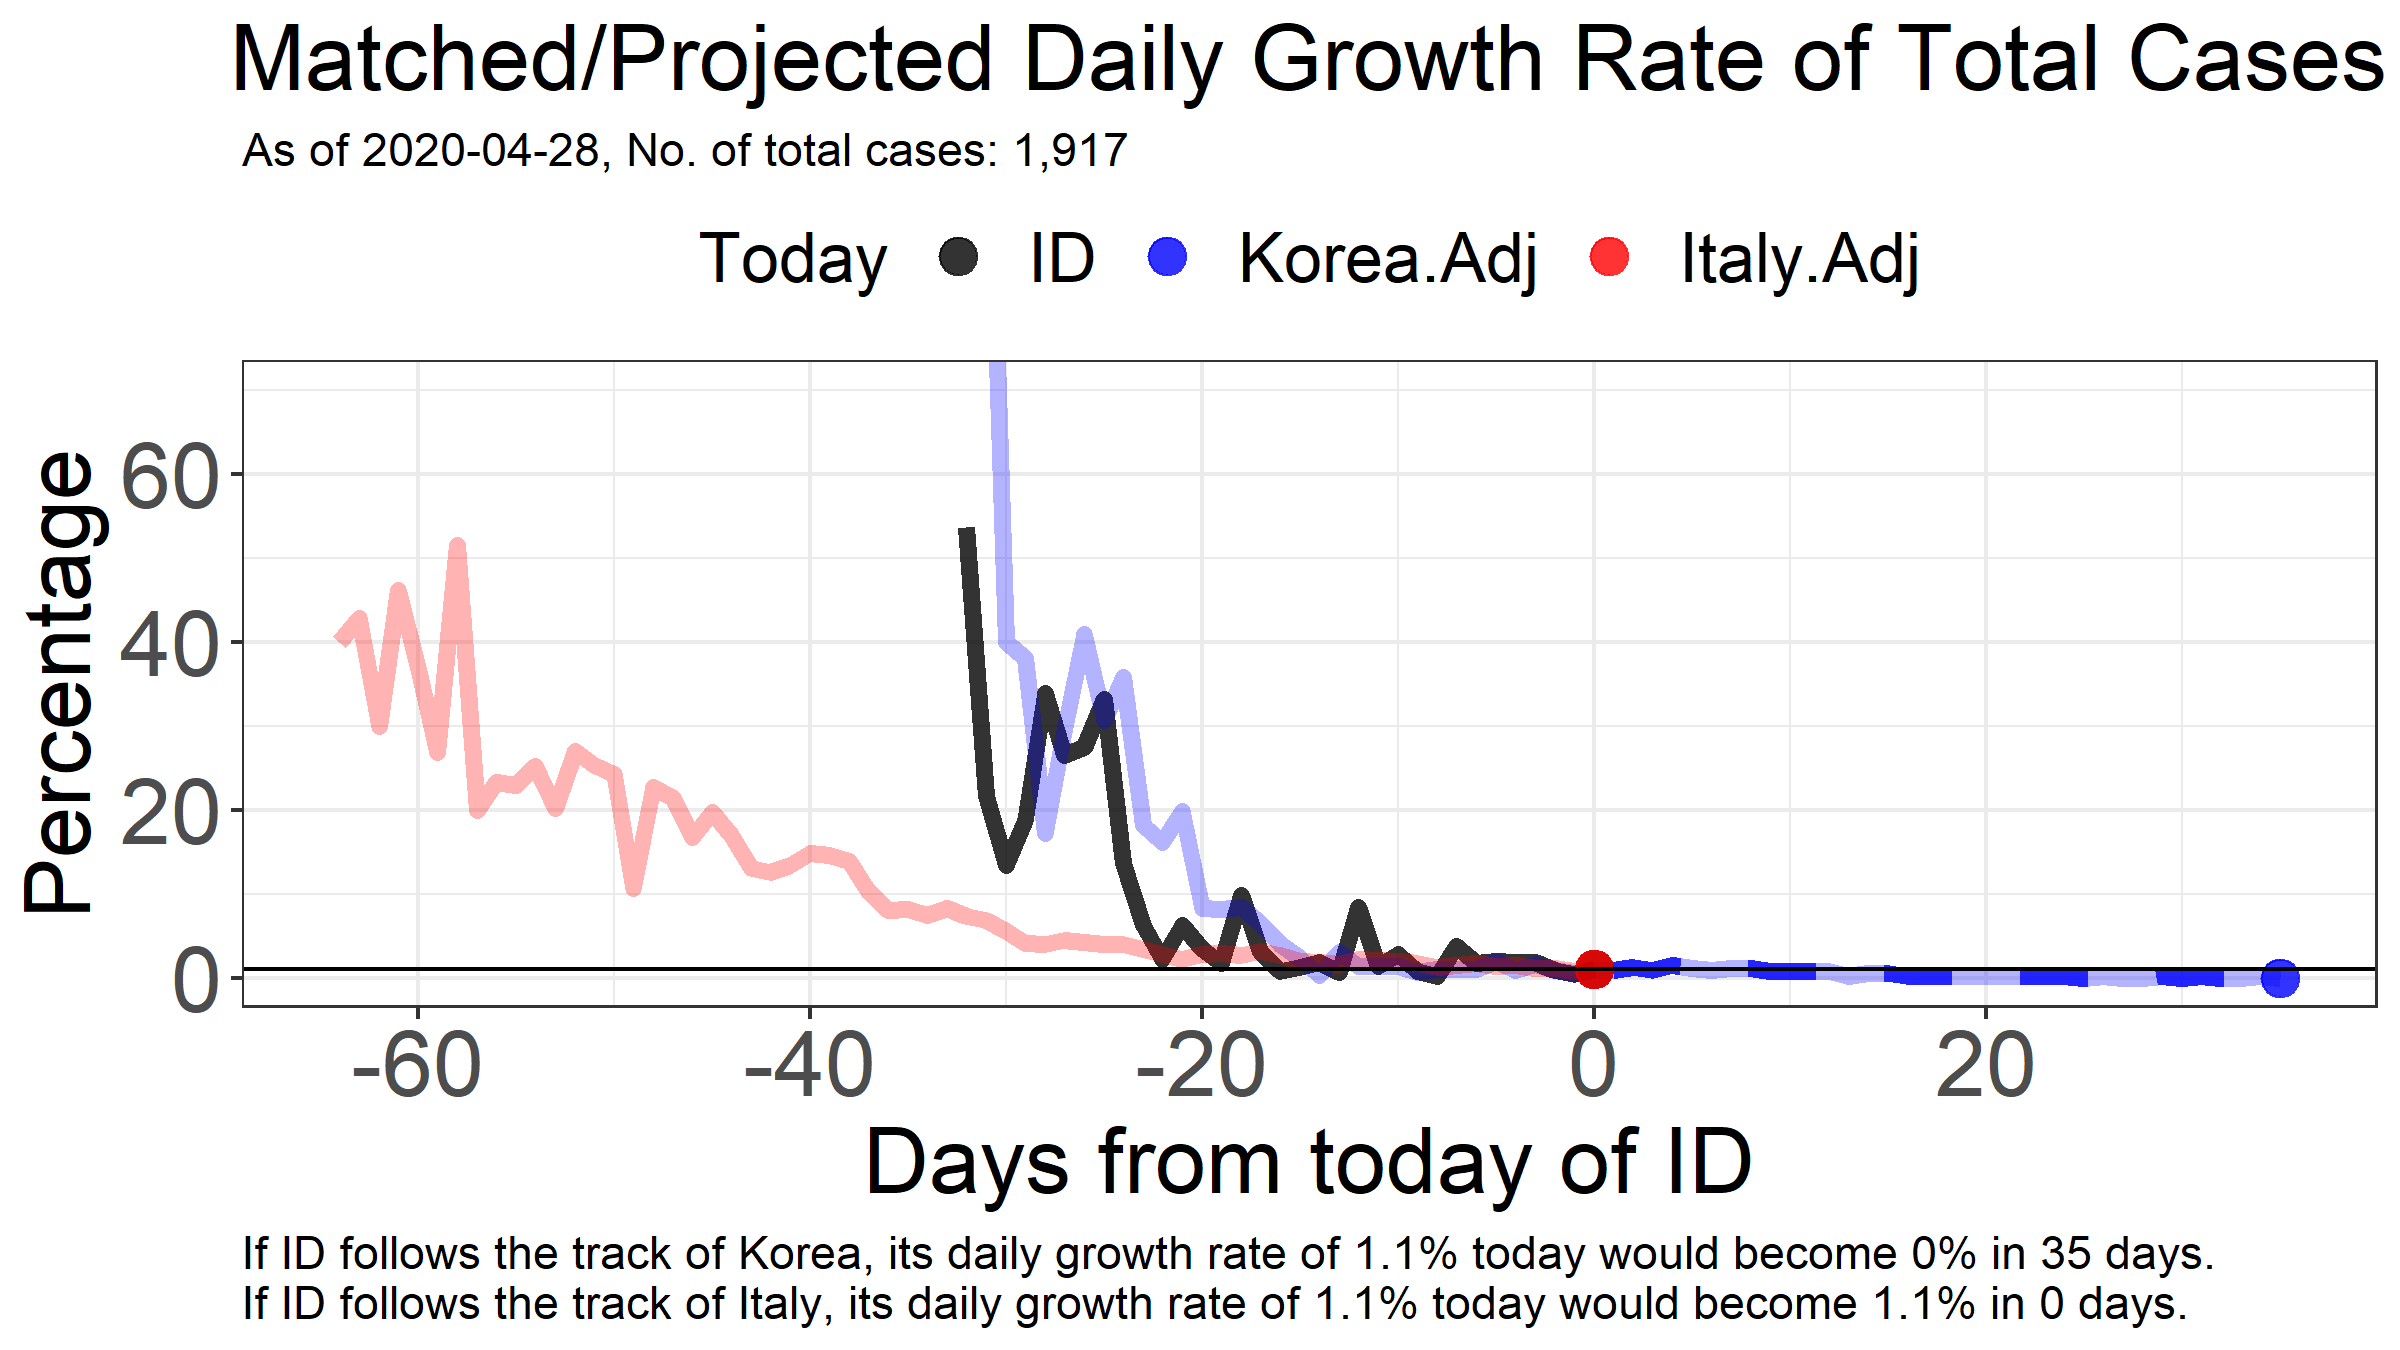 Matched/Projected Daily Growth Rate of Total Cases
As of 2020-04-28, No. of total cases: 1,917
Today ID Korea.Adj Italy.Adj
Percentage
60
40
20
0
-60 -40 -20 0 20
Days from today of ID
If ID follows the track of Korea, its daily growth rate of 1.1% today would become 0% in 35 days.
If ID follows the track of Italy, its daily growth rate of 1.1% today would become 1.1% in 0 days.